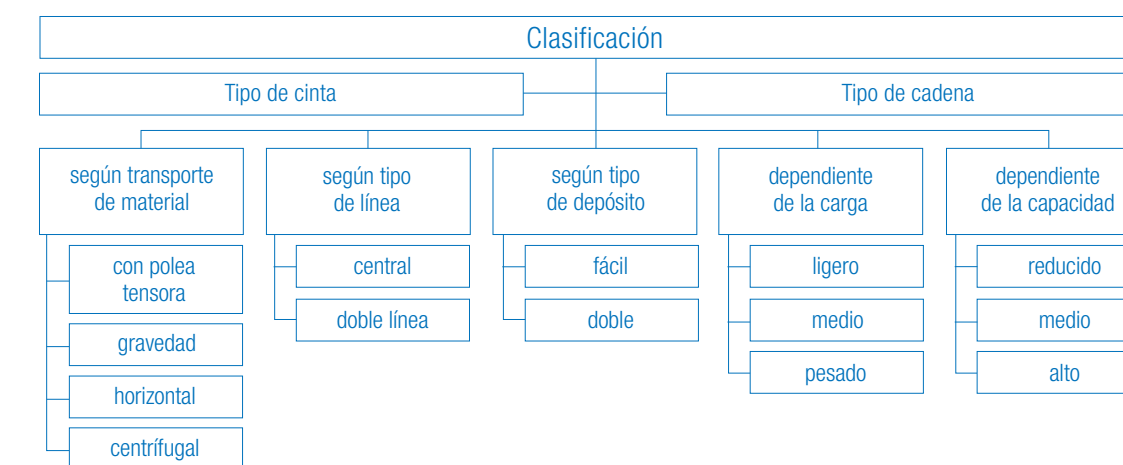 Clasificación
Tipo de cinta
Tipo de cadena
según transporte
de material
con polea
tensora
gravedad
horizontal
centrífugal
según tipo
de línea
central
doble línea
según tipo
de depósito
fácil
doble
dependiente
de la carga
ligero
medio
pesado
dependiente
de la capacidad
reducido
medio
alto